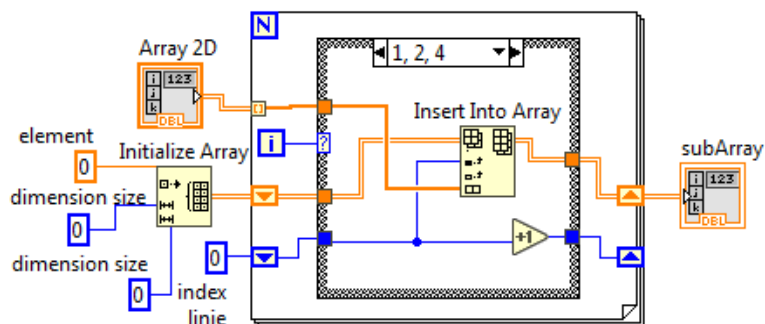 N
Array 2D
i
j
k
123
DBL
1, 2, 4
Insert Into Array
element
0
Initialize Array
i
?
subArray
i
j
k
123
DBL
dimension size
0
+1
dimension size
0
0
index
linie